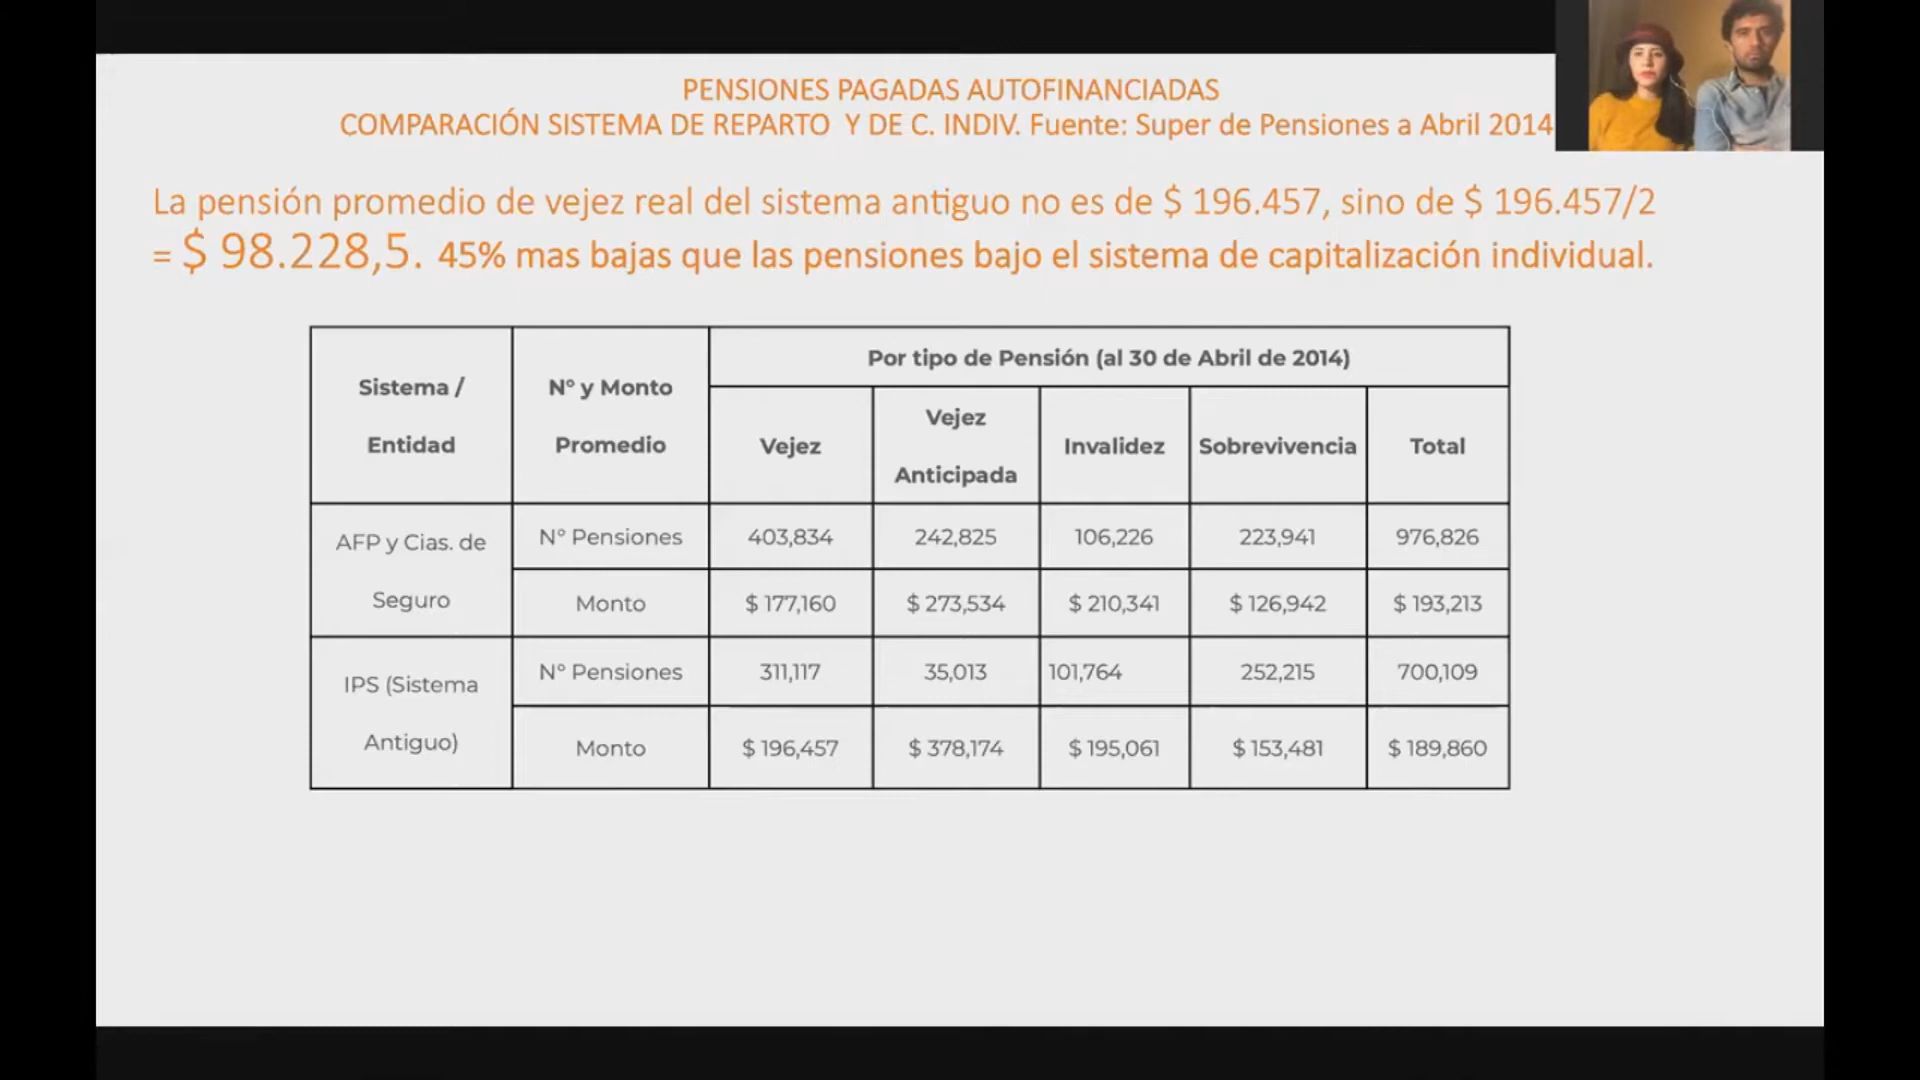 PENSIONES PAGADAS AUTOFINANCIADAS
COMPARACIÓN SISTEMA DE REPARTO Y DE C. INDIV. Fuente: Super de Pensiones a Abril 2014
La pensión promedio de vejez real del sistema antiguo no es de $ 196.457, sino de $ 196.457/2
= $ 98.228,5. 45% mas bajas que las pensiones bajo el sistema de capitalización individual.
Sistema /
Entidad
N° y Monto
Promedio
Por tipo de Pensión (al 30 de Abril de 2014)
Vejez
Vejez
Anticipada
Invalidez
Sobrevivencia
Total
AFP y Cias. de
Seguro
N° Pensiones 403,834 242,825 106,226 223,941 976,826
Monto $ 177,160 $ 273,534 $ 210,341 $ 126,942 $ 193,213
IPS (Sistema
Antiguo)
N° Pensiones 311,117 35,013 101,764 252,215 700,109
Monto $ 196,457 $ 378,174 $ 195,061 $ 153,481 $ 189,860